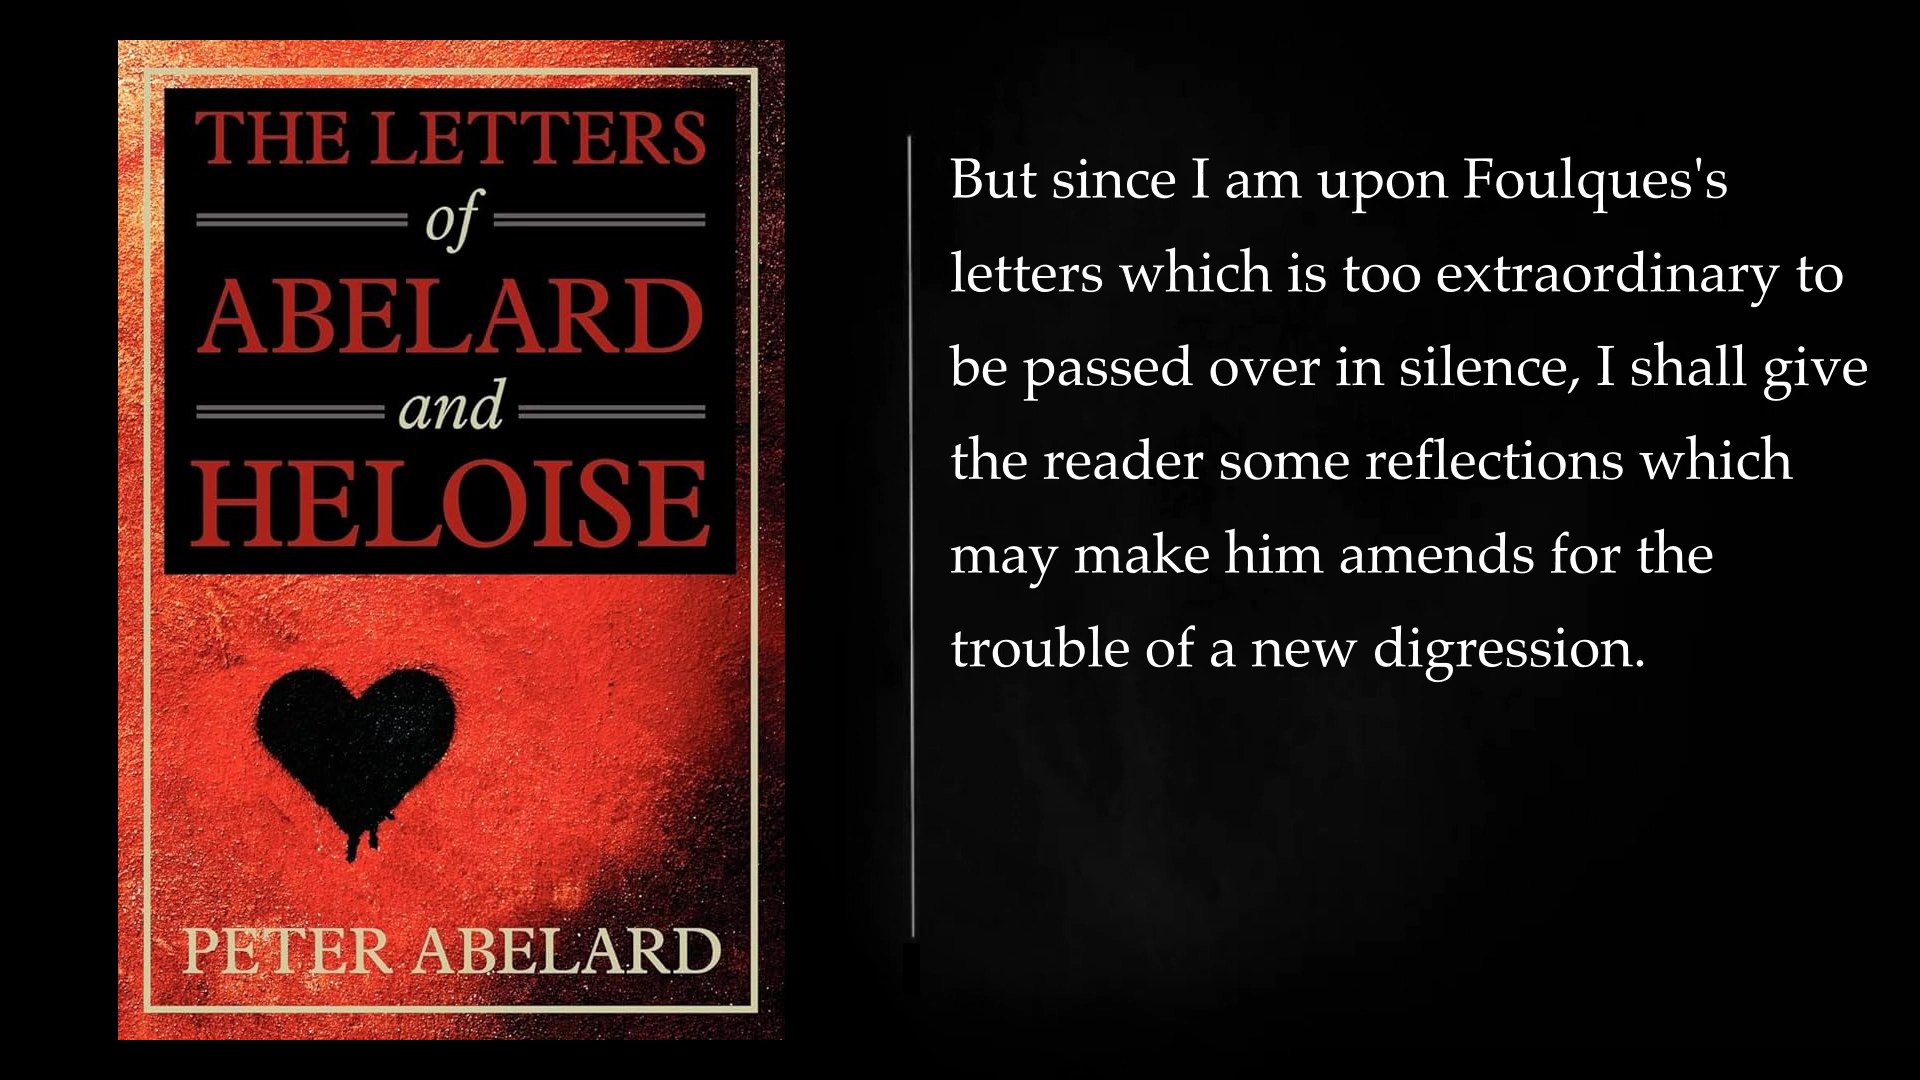 THE LETTERS
of
ABELARD
and
HELOISE
PETER ABELARD
But since I am upon Foulques's
letters which is too extraordinary to
be passed over in silence, I shall give
the reader some reflections which
may make him amends for the
trouble of a new digression.